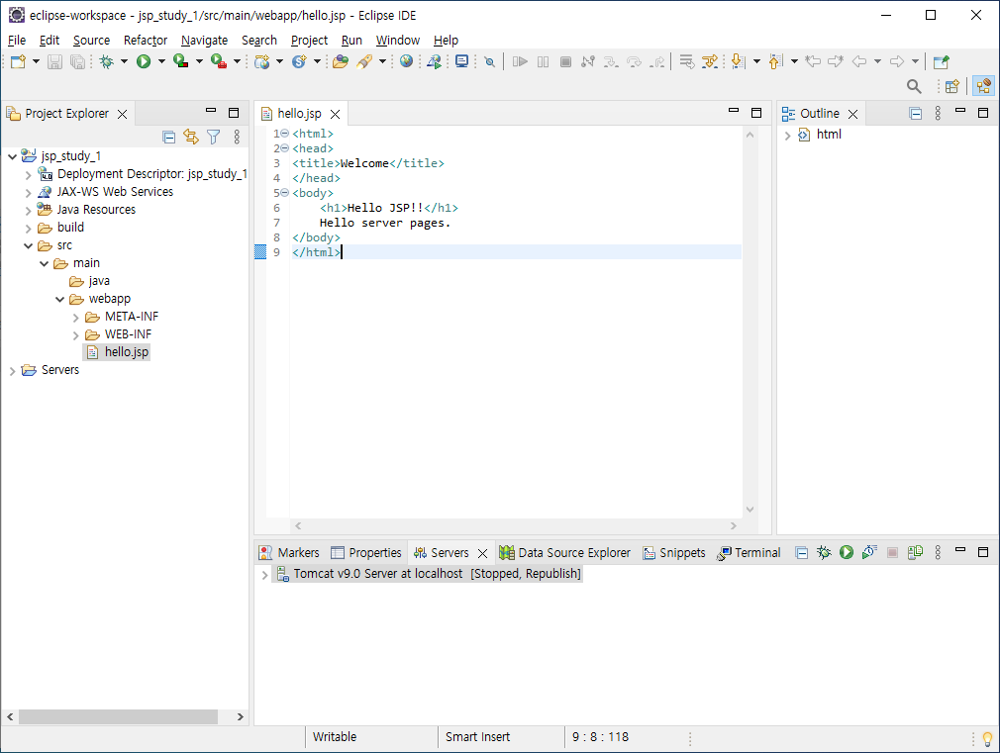 eclipse-workspace - jsp_study_1/src/main/webapp/hello.jsp - Eclipse IDE
File Edit Source Refactor Navigate Search Project Run Window Help
Project Explorer
jsp_study_1
Deployment Descriptor: jsp_study_1
JAX-WS Web Services
Java Resources
build
src
main
java
webapp
META-INF
WEB-INF
hello.jsp
Servers
hello.jsp
1 <html>
2 <head>
3 <title>Welcome</title>
4 </head>
5 <body>
6 <h1>Hello JSP!!</h1>
7 Hello server pages.
8 </body>
9 </html>
Outline
html
Markers Properties Servers Data Source Explorer Snippets Terminal
Tomcat v9.0 Server at localhost [Stopped, Republish]
Writable Smart Insert 9 : 8 : 118